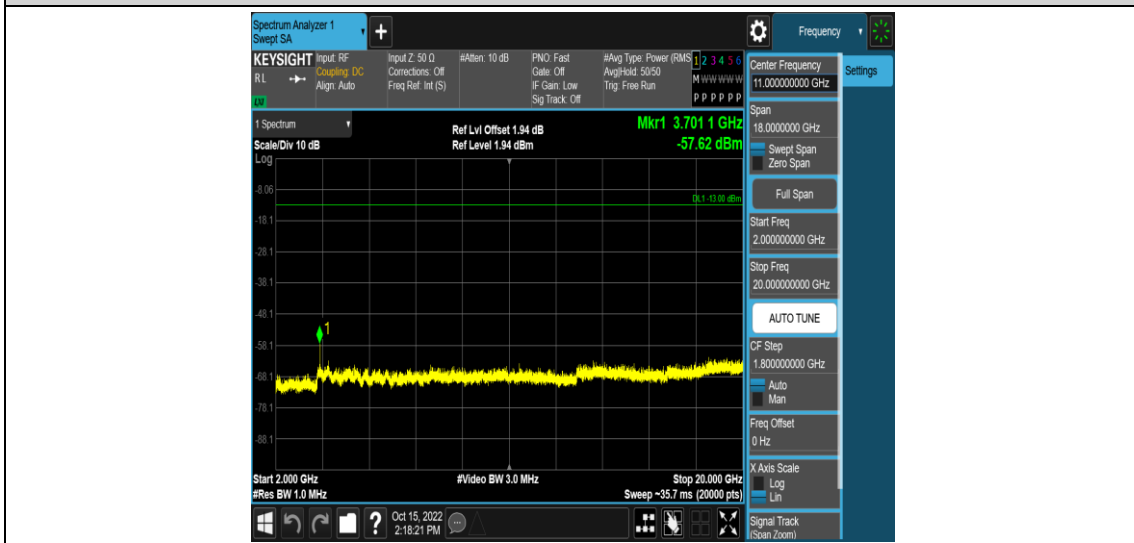 Spectrum Analyzer 1
Swept SA
+
Frequency
KEYSIGHT
R L
LXI
Input: RF
Coupling: DC
Align: Auto
Input Z: 50 Ω
Corrections: Off
Freq Ref: Int (S)
#Atten: 10 dB
PNO: Fast
Gate: Off
IF Gain: Low
Sig Track: Off
#Avg Type: Power (RMS
Avg|Hold: 50/50
Trig: Free Run
1 2 3 4 5 6
M W W W W W
P P P P P P
1 Spectrum
Scale/Div 10 dB
Log
Ref Lvl Offset 1.94 dB
Ref Level 1.94 dBm
Mkr1 3.701 1 GHz
-57.62 dBm
DL1 -13.00 dBm
-8.06
-18.1
-28.1
-38.1
-48.1
-58.1
-68.1
-78.1
-88.1
1
Start 2.000 GHz
#Res BW 1.0 MHz
#Video BW 3.0 MHz
Stop 20.000 GHz
Sweep ~35.7 ms (20000 pts)
Center Frequency
11.000000000 GHz
Settings
Span
18.0000000 GHz
Swept Span
Zero Span
Full Span
Start Freq
2.000000000 GHz
Stop Freq
20.000000000 GHz
AUTO TUNE
CF Step
1.800000000 GHz
Auto
Man
Freq Offset
0 Hz
X Axis Scale
Log
Lin
Signal Track
(Span Zoom)
?
Oct 15, 2022
2:18:21 PM